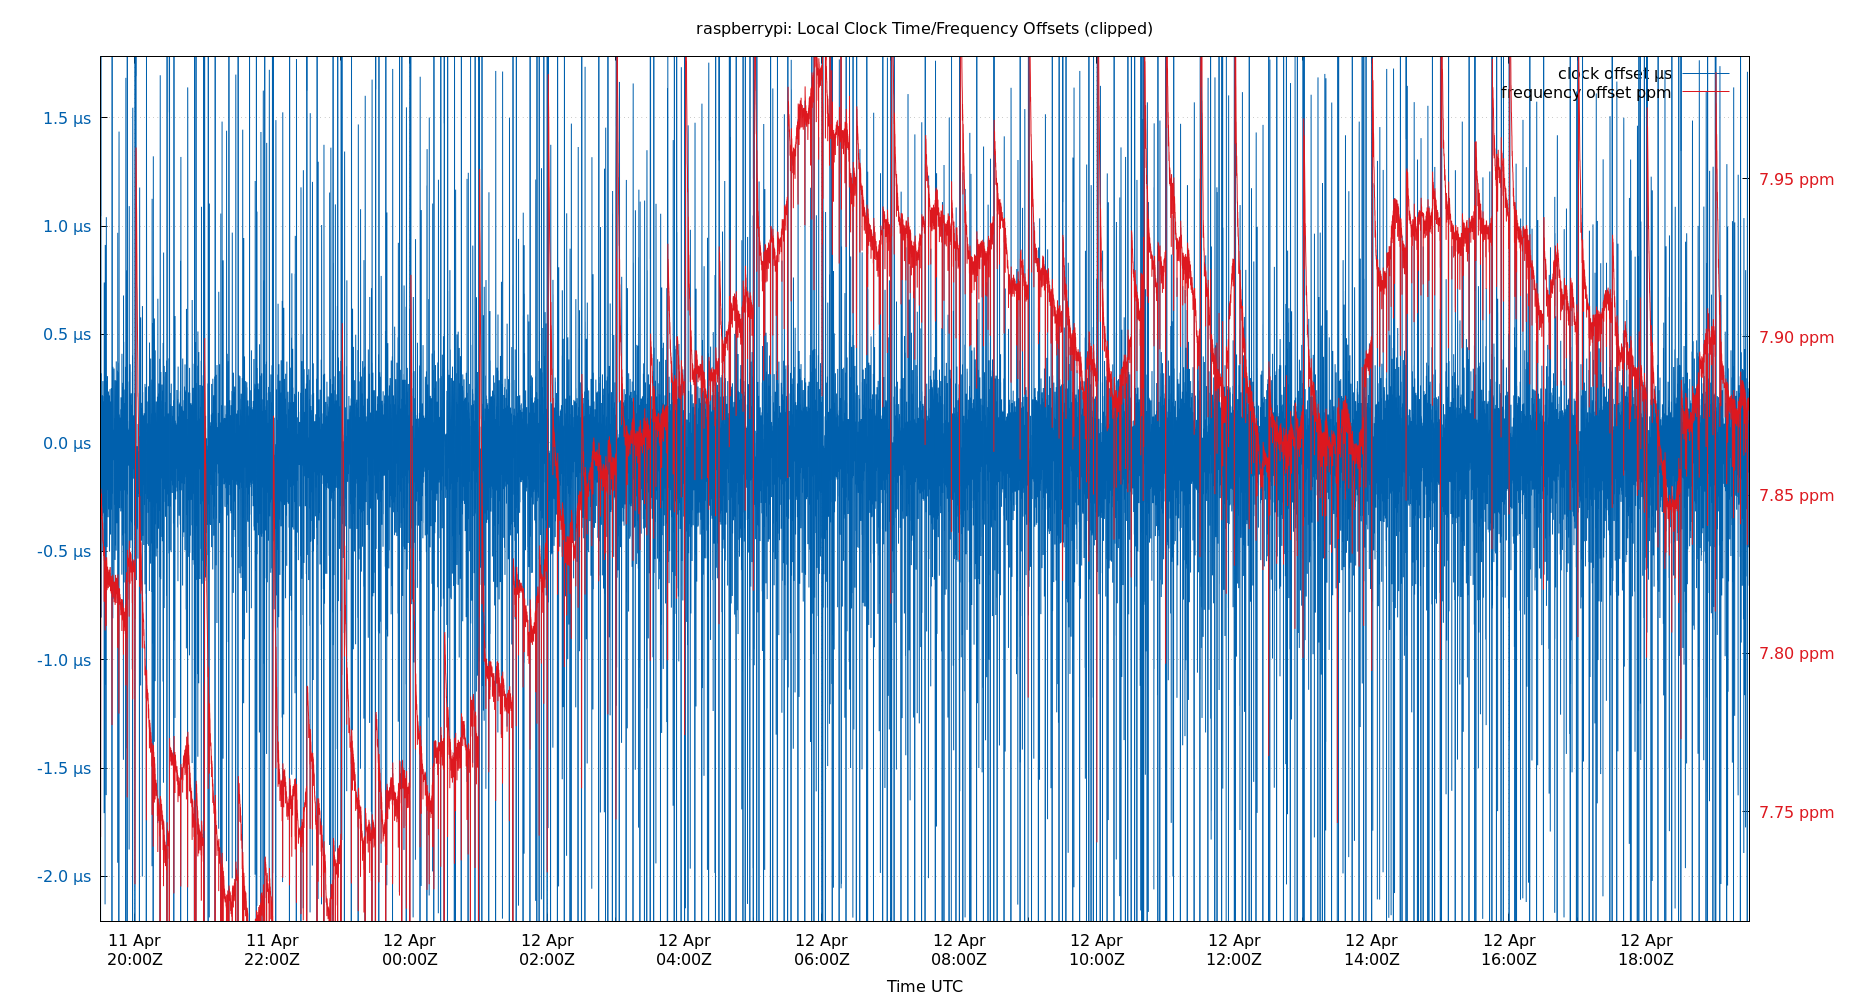 raspberrypi: Local Clock Time/Frequency Offsets (clipped)
clock offset µs
frequency offset ppm
1.5 µs
1.0 µs
0.5 µs
0.0 µs
-0.5 µs
-1.0 µs
-1.5 µs
-2.0 µs
7.95 ppm
7.90 ppm
7.85 ppm
7.80 ppm
7.75 ppm
11 Apr
20:00Z
11 Apr
22:00Z
12 Apr
00:00Z
12 Apr
02:00Z
12 Apr
04:00Z
12 Apr
06:00Z
12 Apr
08:00Z
12 Apr
10:00Z
12 Apr
12:00Z
12 Apr
14:00Z
12 Apr
16:00Z
12 Apr
18:00Z
Time UTC